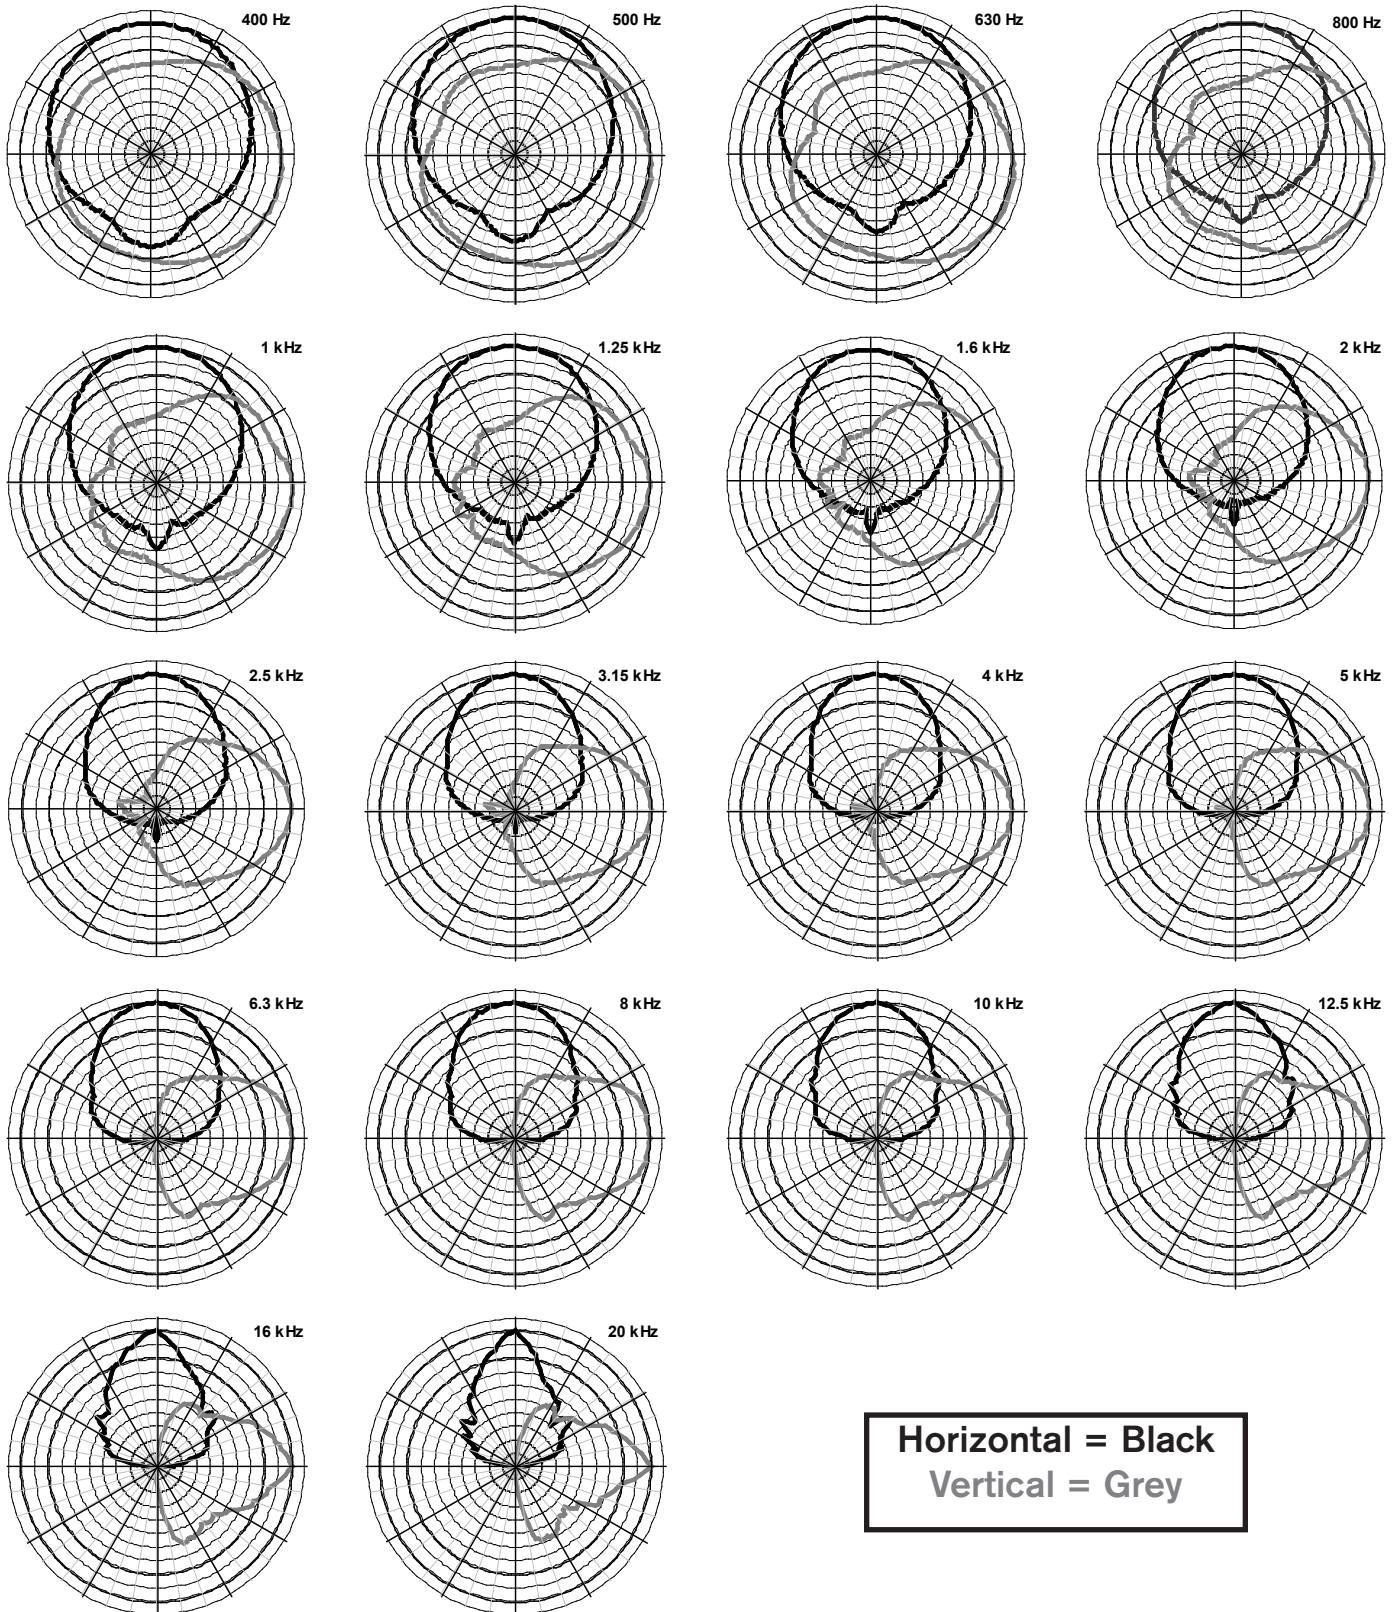 400 Hz
500 Hz
630 Hz
800 Hz
1 kHz
1.25 kHz
1.6 kHz
2 kHz
2.5 kHz
3.15 kHz
4 kHz
5 kHz
6.3 kHz
8 kHz
10 kHz
12.5 kHz
16 kHz
20 kHz
Horizontal = Black
Vertical = Grey